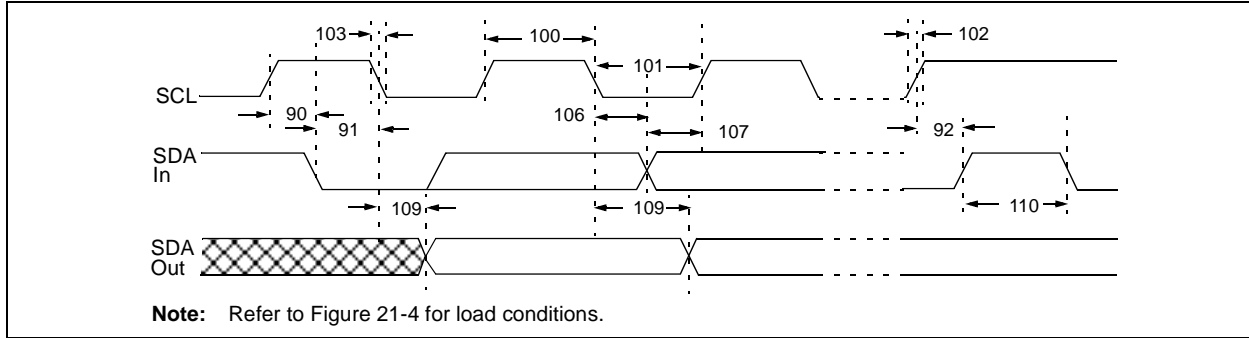 103
100
102
101
SCL
90
106
91
107
92
SDA
In
109
109
110
SDA
Out
Note: Refer to Figure 21-4 for load conditions.